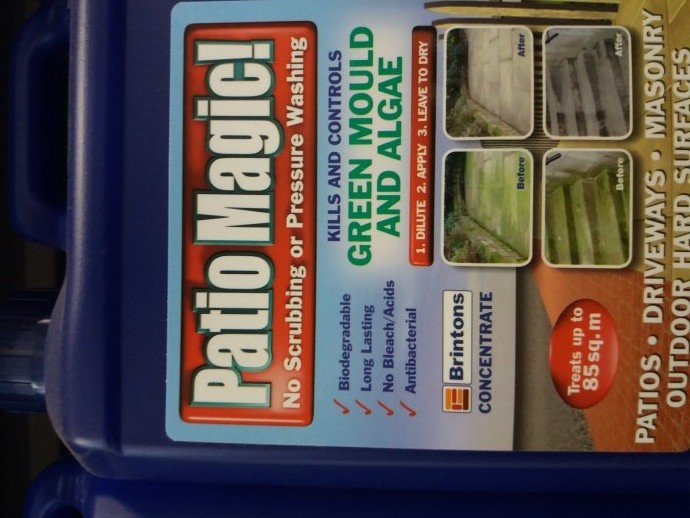 Patio Magic!
No Scrubbing or Pressure Washing
KILLS AND CONTROLS
GREEN MOULD
AND ALGAE
1. DILUTE 2. APPLY 3. LEAVE TO DRY
Biodegradable
Long Lasting
No Bleach/Acids
Antibacterial
Brintons
CONCENTRATE
Before
After
Before
After
Treats up to
85sq.m
PATIOS • DRIVEWAYS • MASONRY
OUTDOOR HARD SURFACES